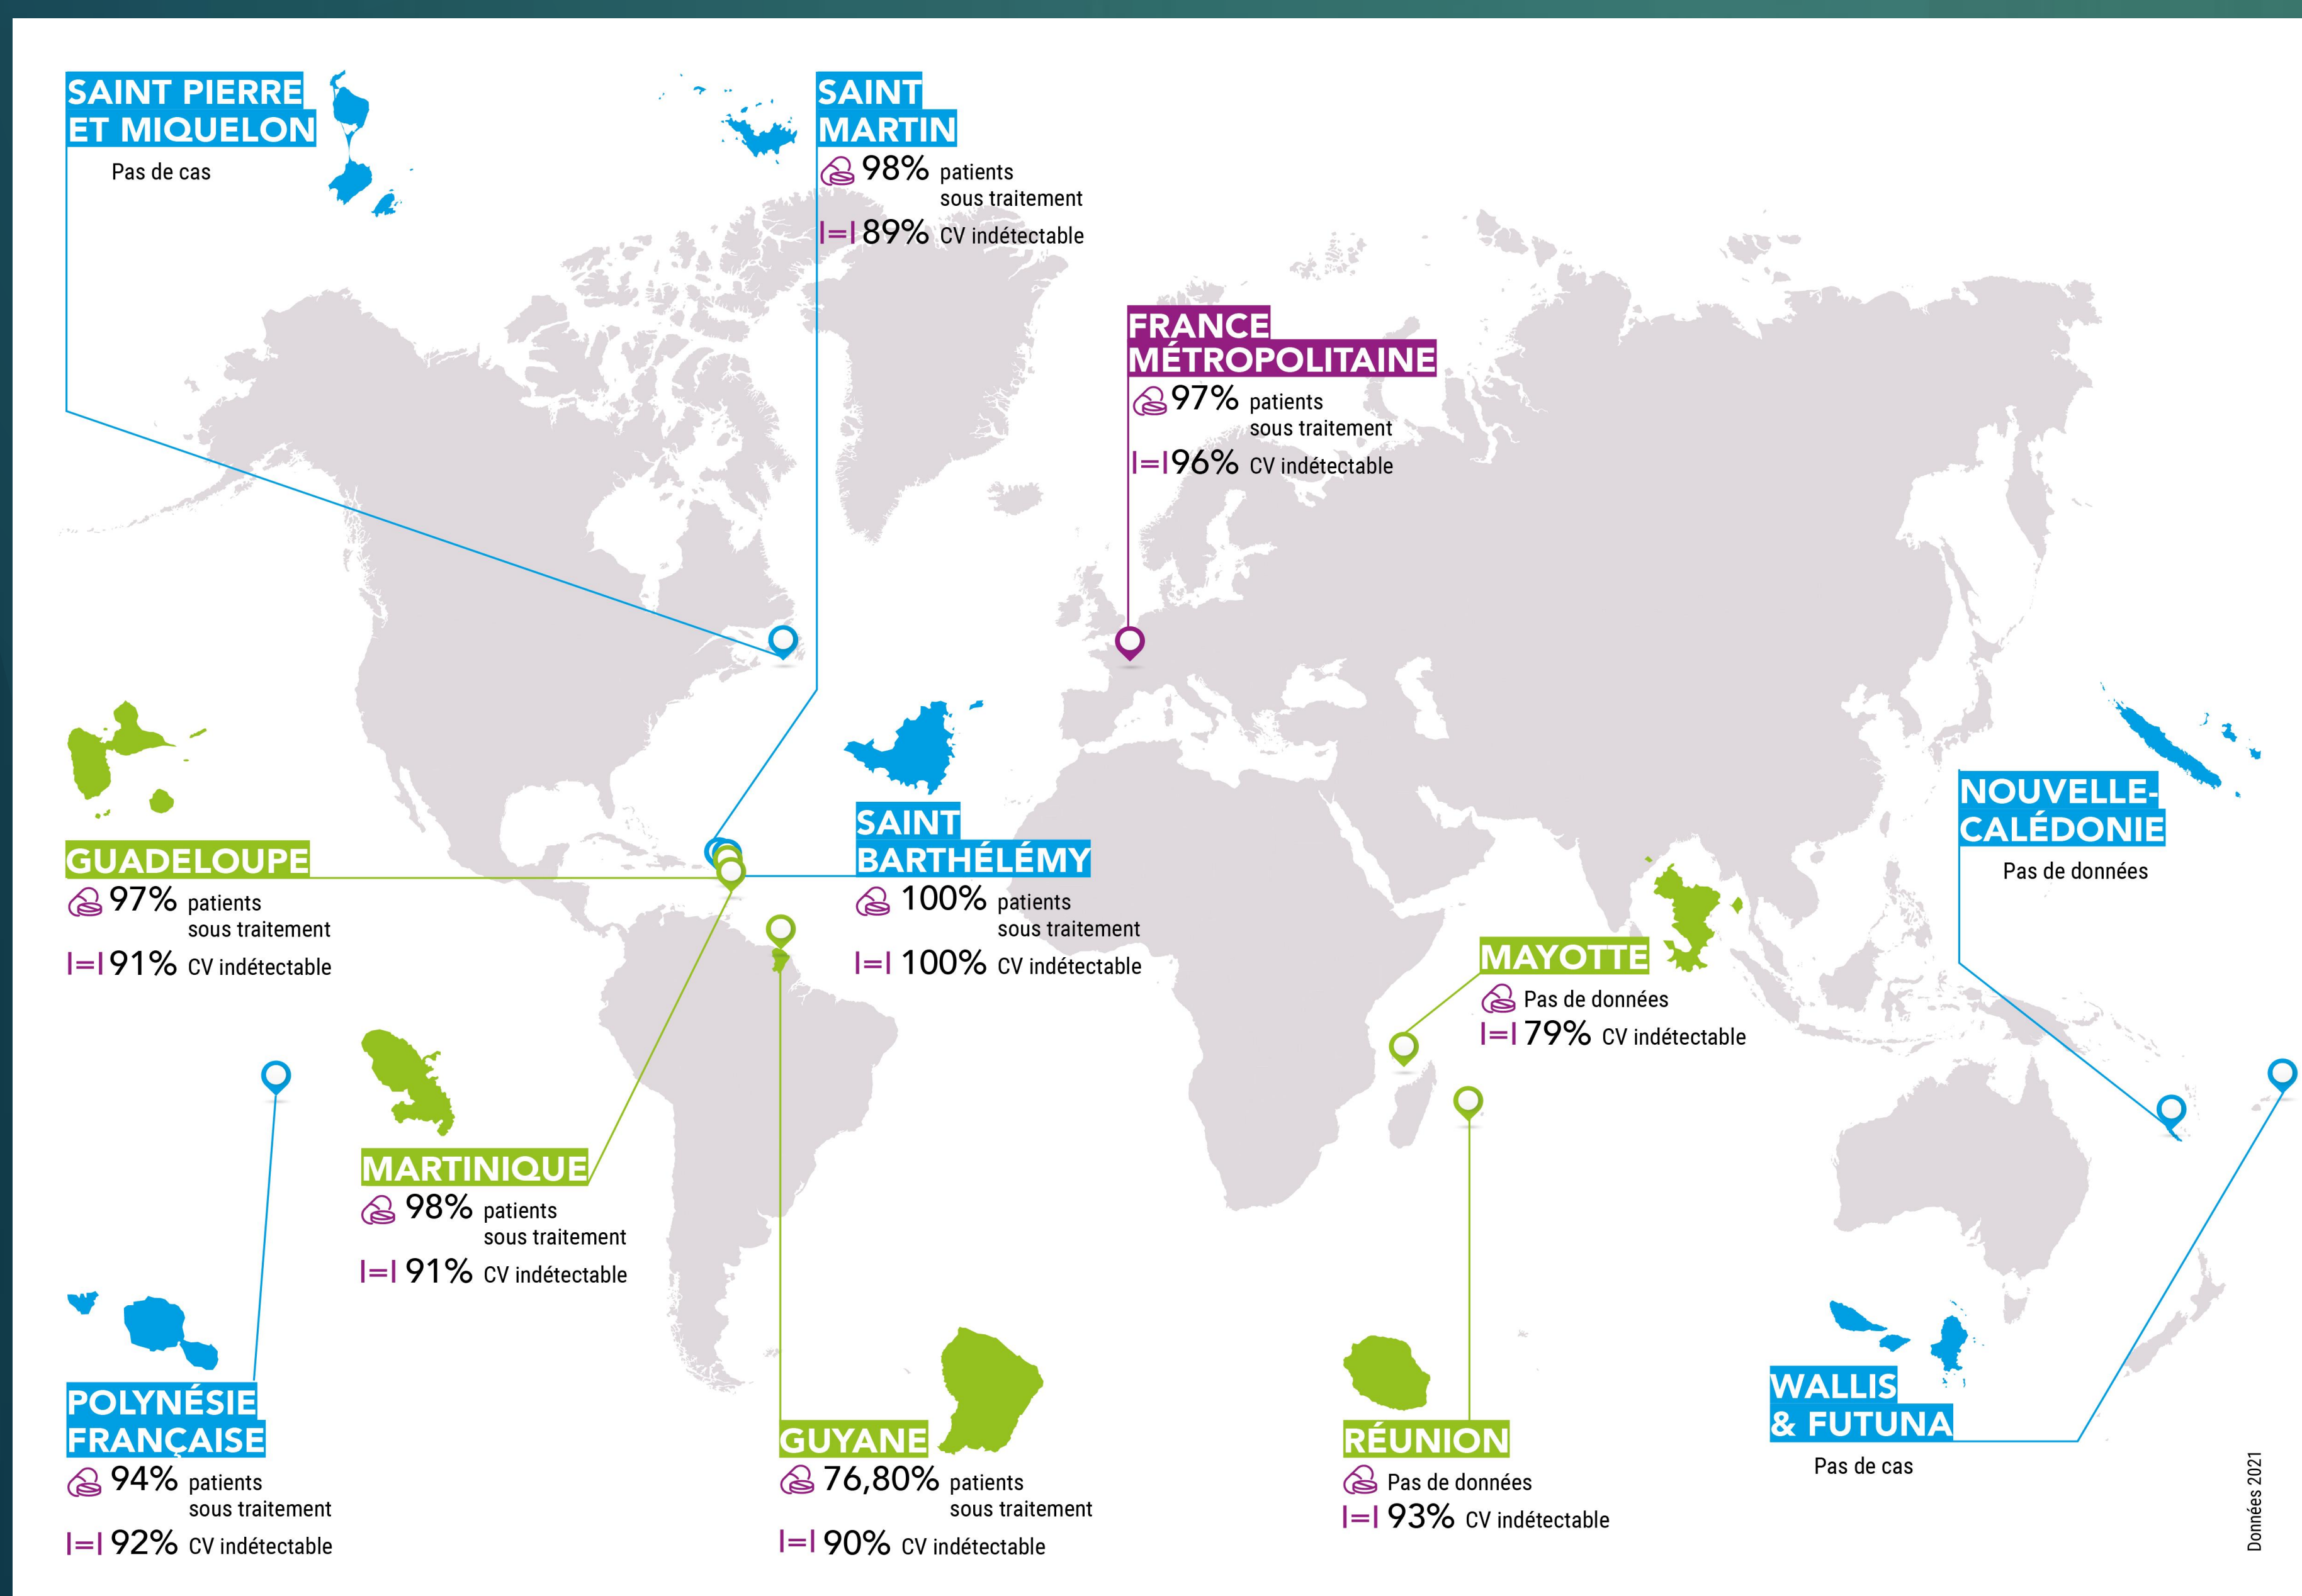 SAINT PIERRE
ET MIQUELON
Pas de cas
SAINT
MARTIN
98% patients
sous traitement
|=| 89% CV indétectable
FRANCE
MÉTROPOLITAINE
97% patients
sous traitement
|=| 96% CV indétectable
GUADELOUPE
97% patients
sous traitement
|=| 91% CV indétectable
SAINT
BARTHÉLÉMY
100% patients
sous traitement
|=| 100% CV indétectable
NOUVELLE-
CALÉDONIE
Pas de données
MAYOTTE
Pas de données
|=| 79% CV indétectable
MARTINIQUE
98% patients
sous traitement
|=| 91% CV indétectable
POLYNÉSIE
FRANÇAISE
94% patients
sous traitement
|=| 92% CV indétectable
GUYANE
76,80% patients
sous traitement
|=| 90% CV indétectable
RÉUNION
Pas de données
|=| 93% CV indétectable
WALLIS
& FUTUNA
Pas de cas
Données 2021